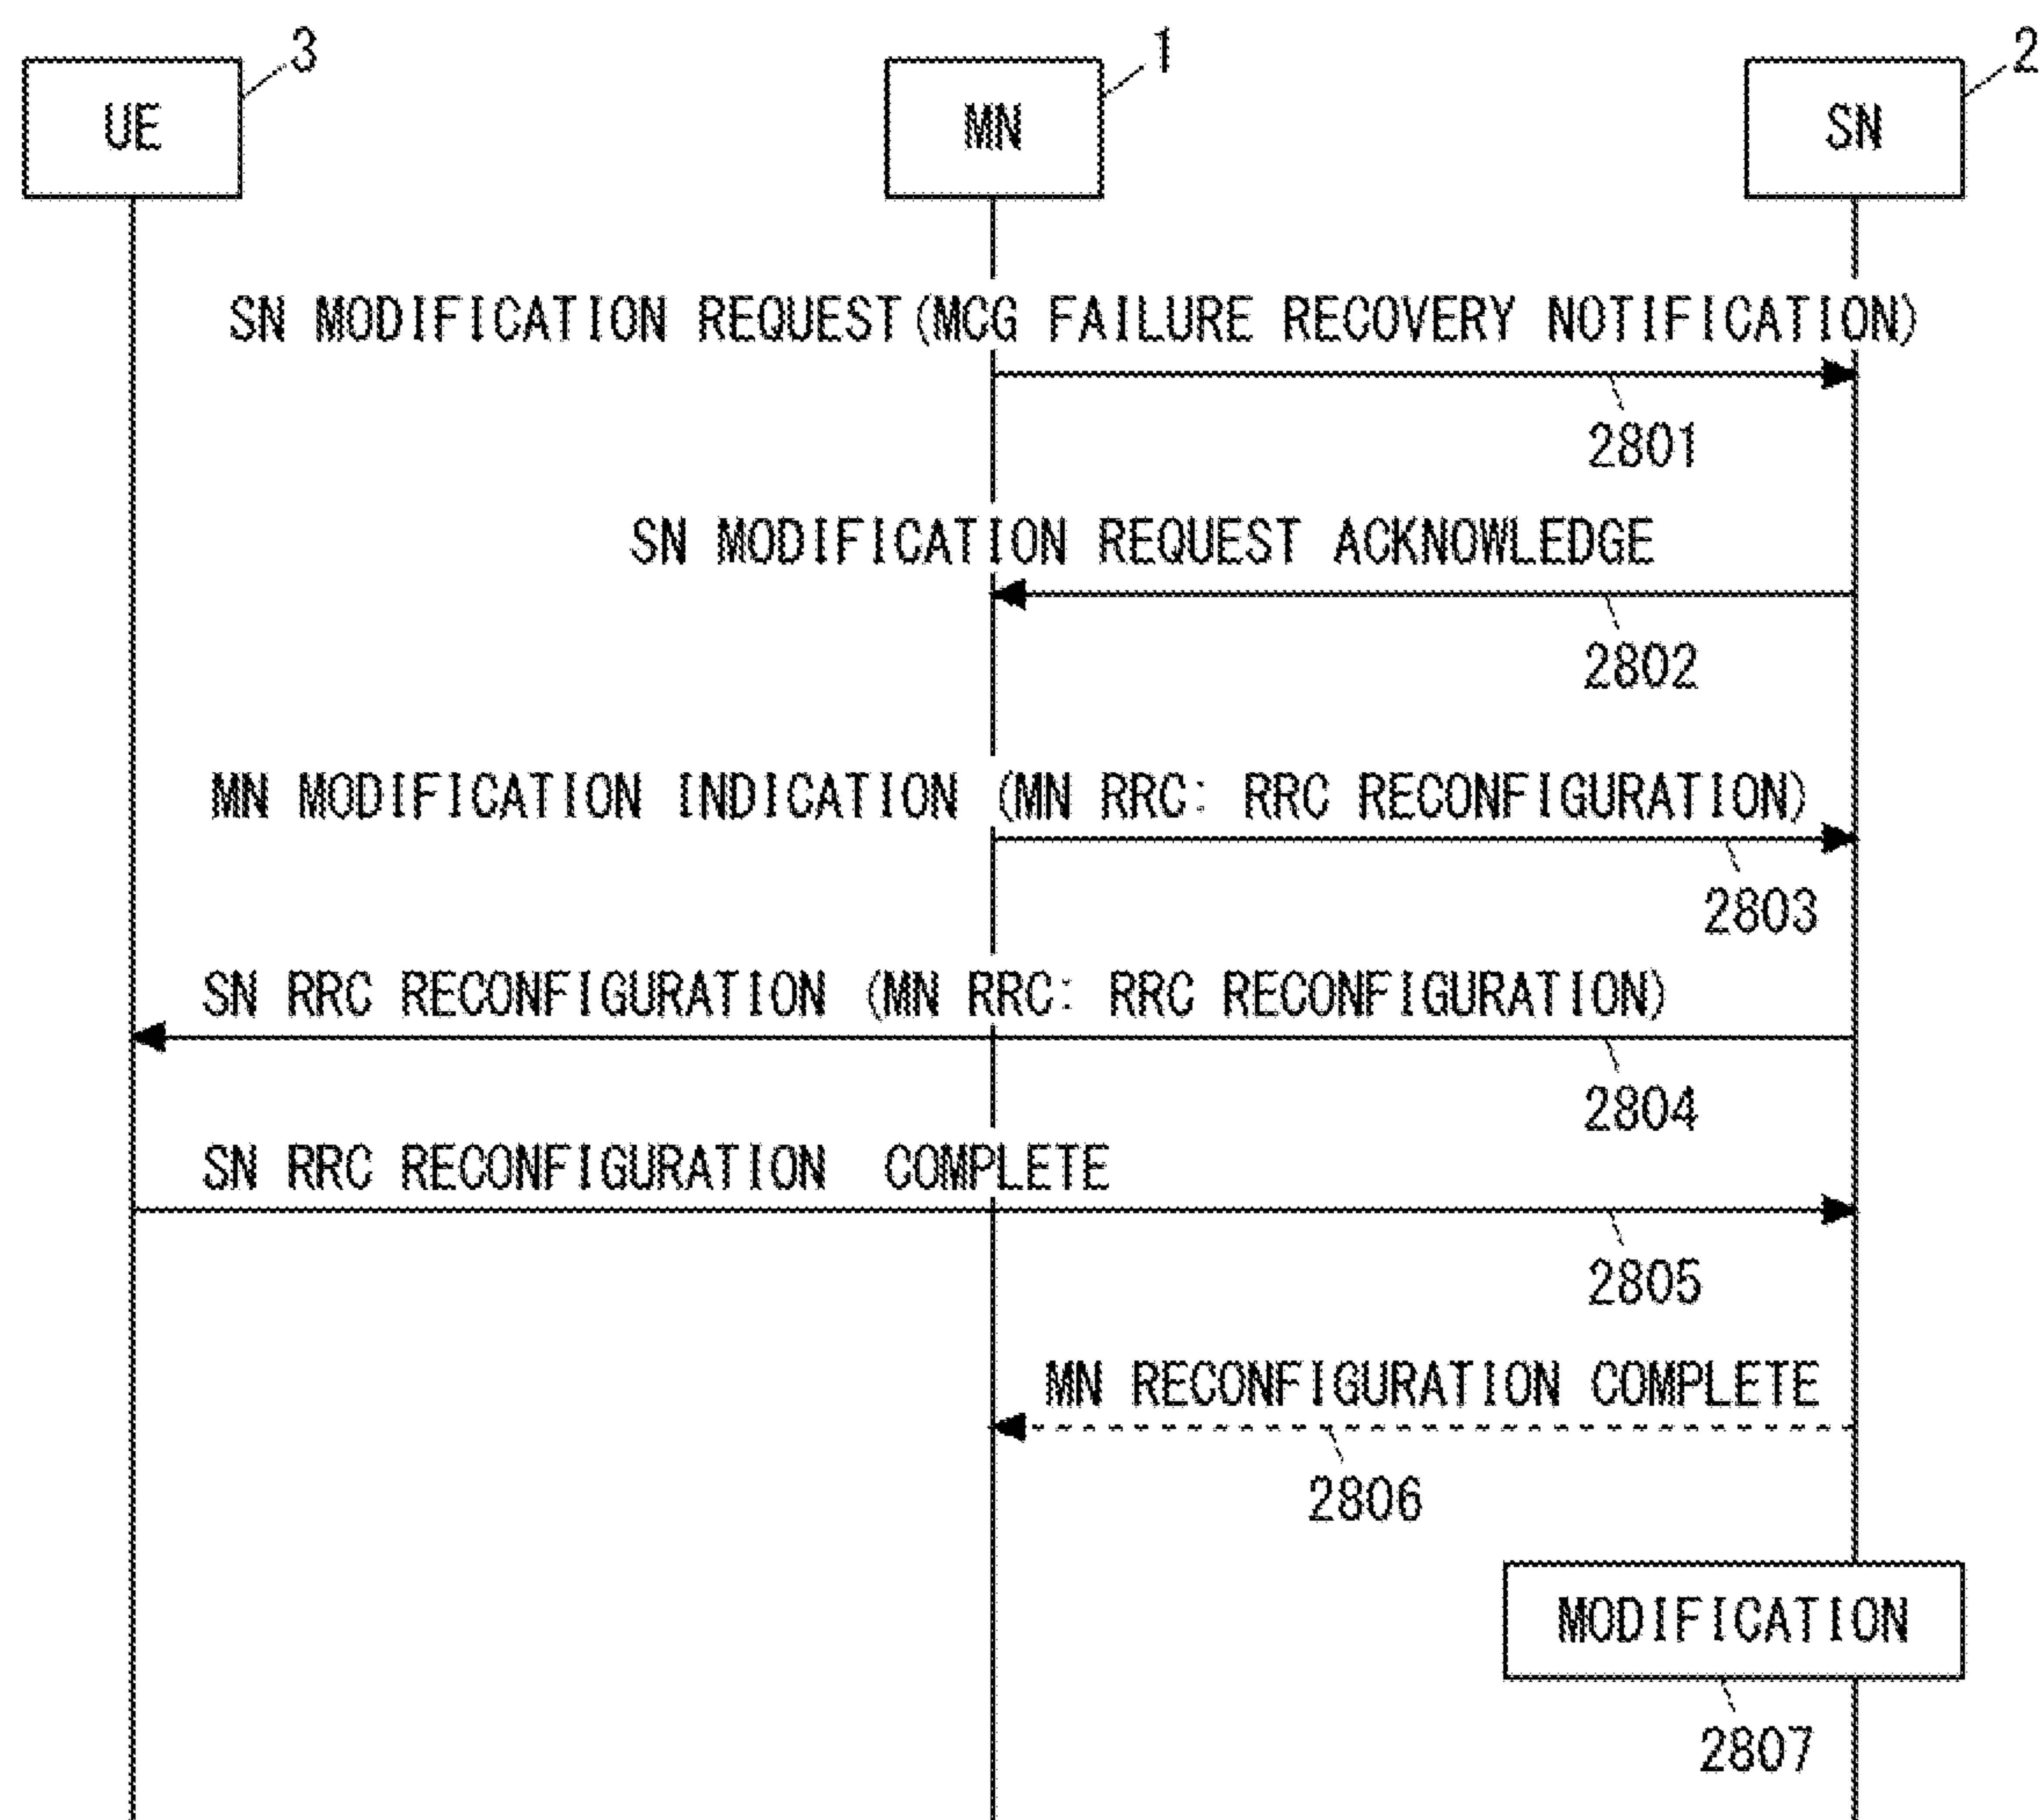 3
1
2
UE
MN
SN
SN MODIFICATION REQUEST(MCG FAILURE RECOVERY NOTIFICATION)
2801
SN MODIFICATION REQUEST ACKNOWLEDGE
2802
MN MODIFICATION INDICATION (MN RRC: RRC RECONFIGURATION)
2803
SN RRC RECONFIGURATION (MN RRC: RRC RECONFIGURATION)
2804
SN RRC RECONFIGURATION COMPLETE
2805
MN RECONFIGURATION COMPLETE
2806
MODIFICATION
2807